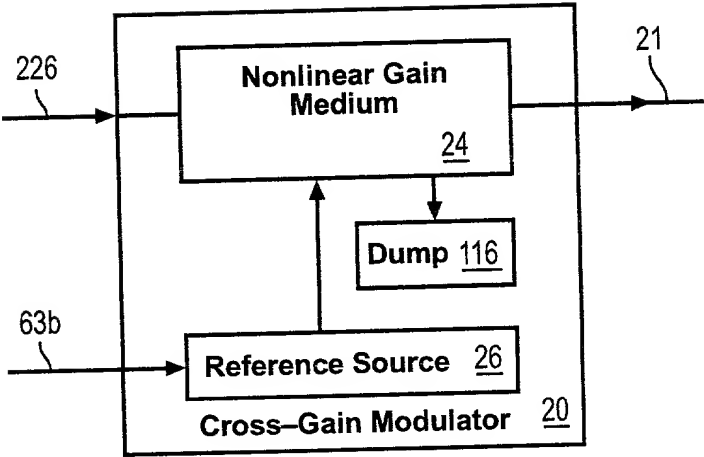 226
21
Nonlinear Gain
Medium
24
Dump 116
63b
Reference Source 26
Cross–Gain Modulator 20